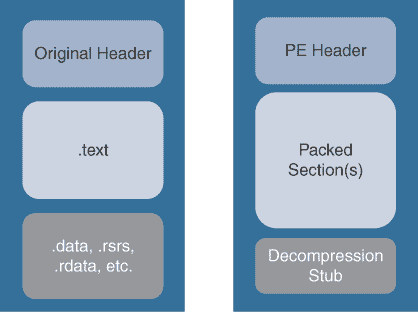 Original Header
.text
.data, .rsrs,
.rdata, etc.
PE Header
Packed
Section(s)
Decompression
Stub